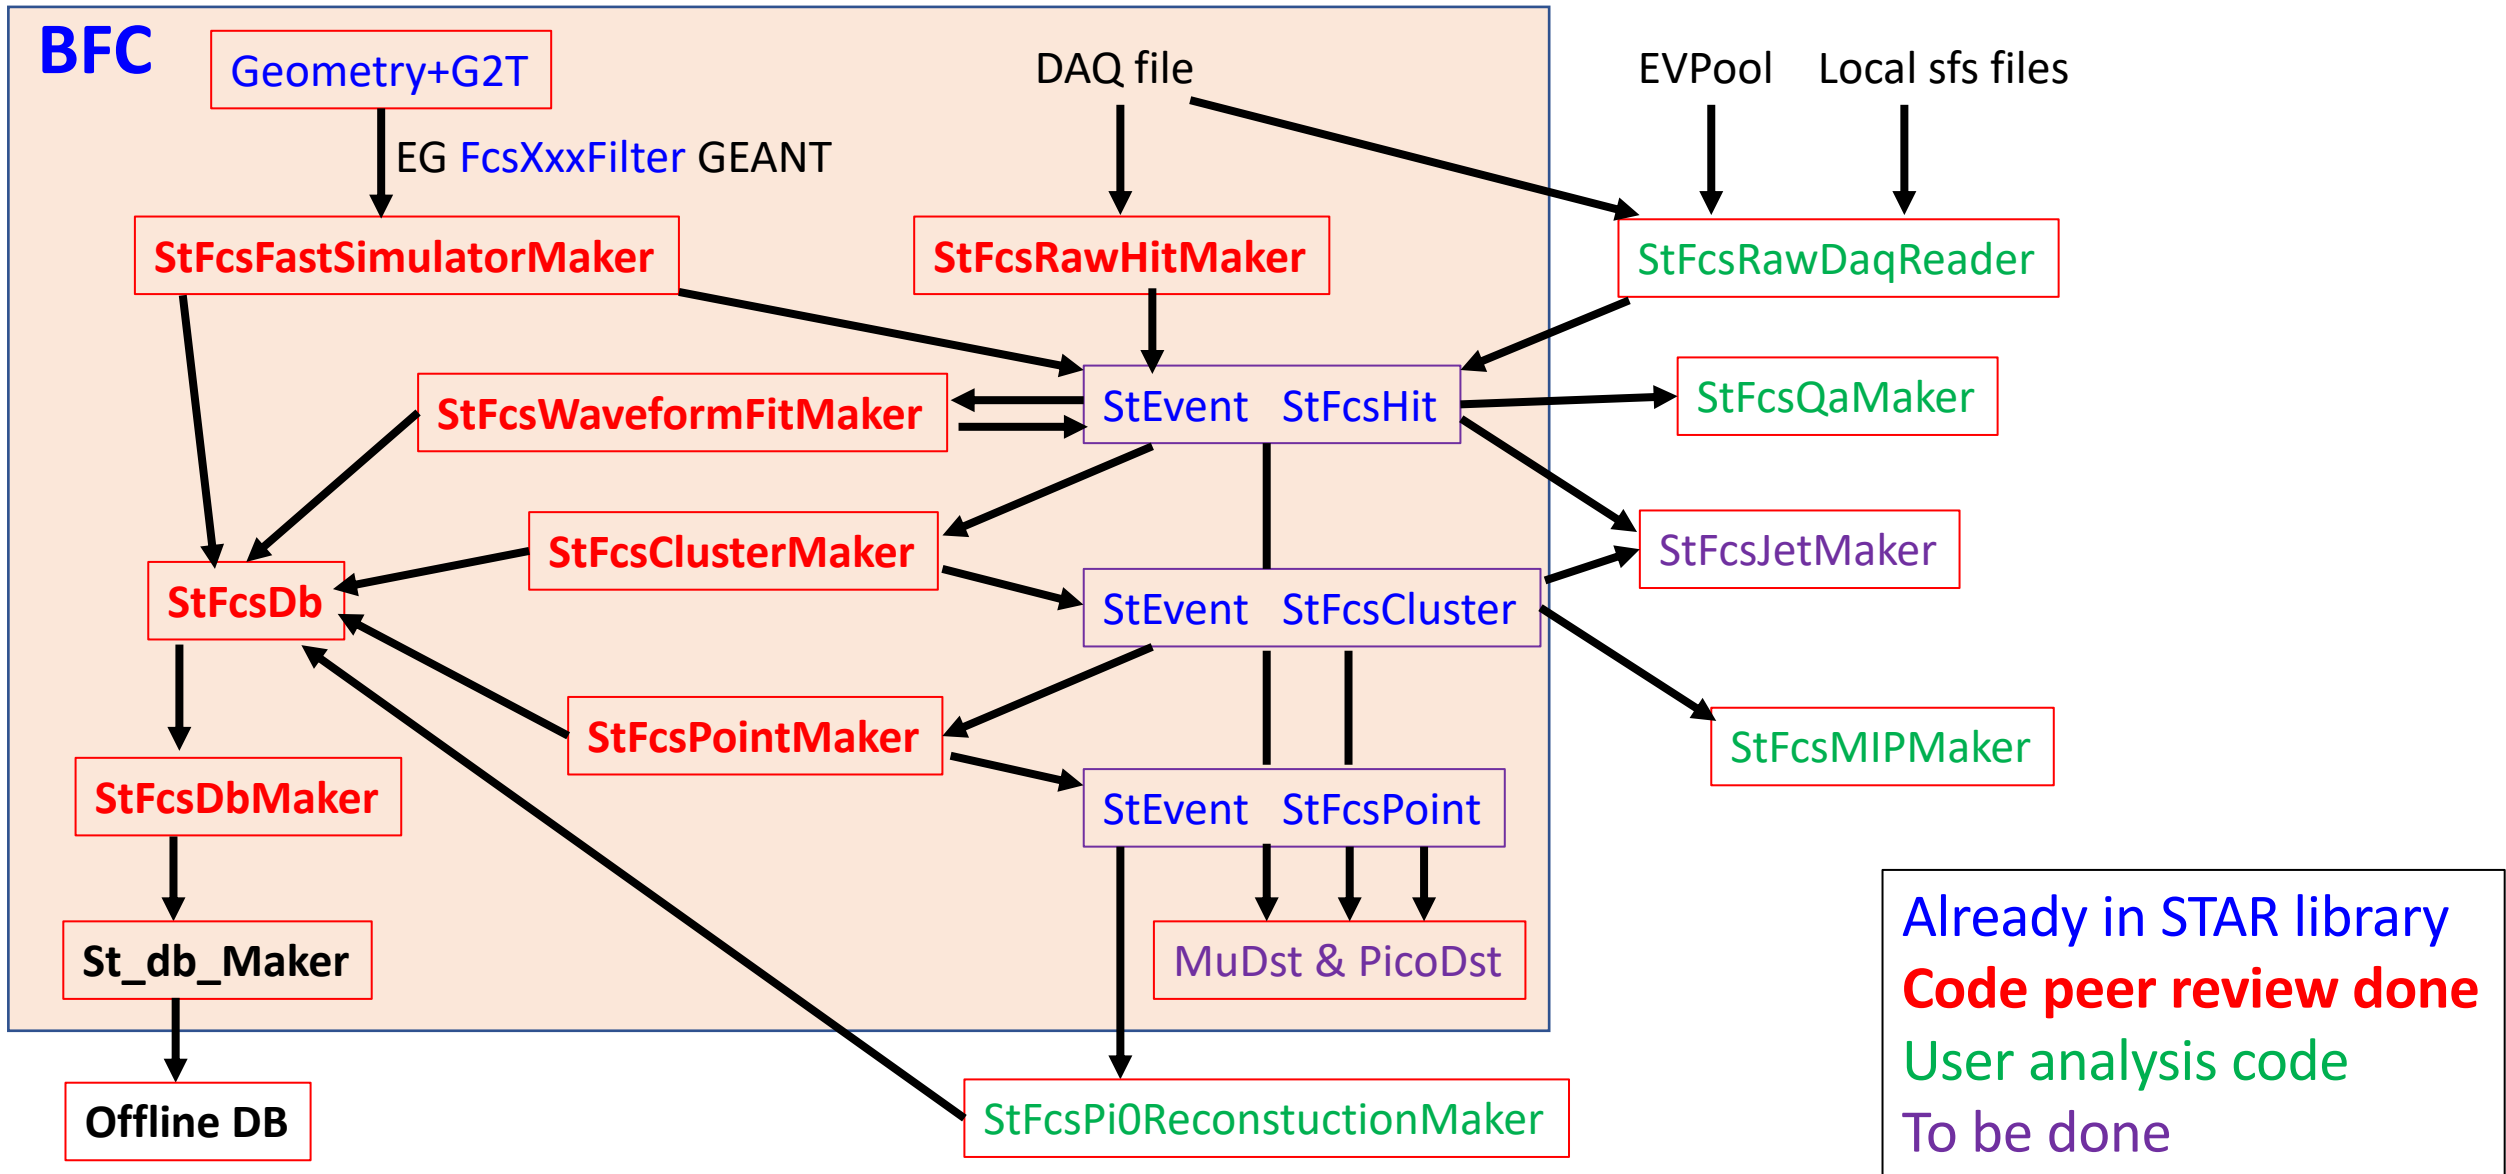 BFC
Geometry+G2T
DAQ file
EVPool
Local sfs files
EG FcsXxxFilter GEANT
StFcsFastSimulatorMaker
StFcsRawHitMaker
StFcsRawDaqReader
StFcsWaveformFitMaker
StEvent StFcsHit
StFcsQaMaker
StFcsClusterMaker
StFcsJetMaker
StFcsDb
StEvent StFcsCluster
StFcsPointMaker
StFcsMIPMaker
StFcsDbMaker
StEvent StFcsPoint
St_db_Maker
MuDst & PicoDst
Offline DB
StFcsPi0ReconstuctionMaker
Already in STAR library
Code peer review done
User analysis code
To be done